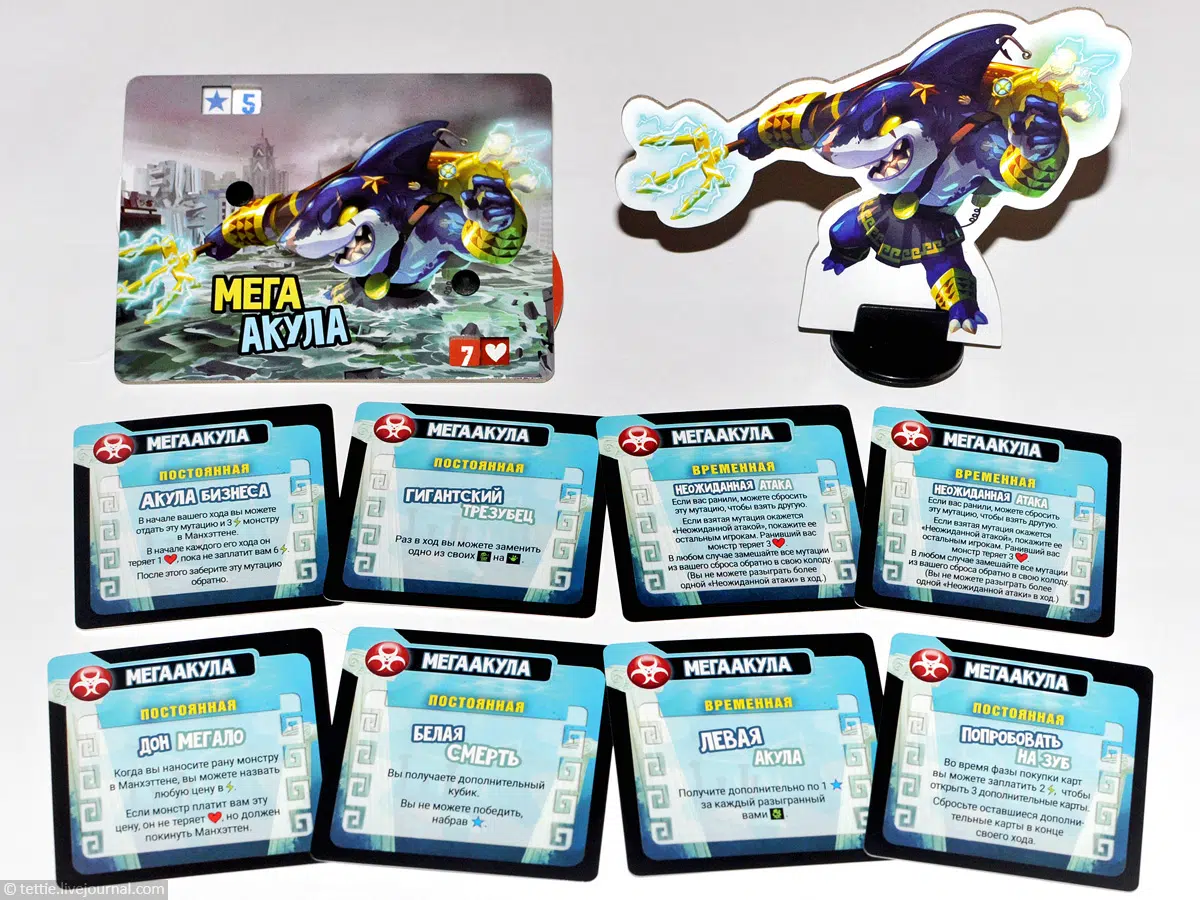 5
МЕГА
АКУЛА
7
МЕГААКУЛА
ПОСТОЯННАЯ
АКУЛА БИЗНЕСА
В начале вашего хода вы можете
отдать эту мутацию и 3 монстру
в Манхэттене.
В начале каждого его хода он
теряет 1, пока не заплатит вам 6.
После этого заберите эту мутацию
обратно.
МЕГААКУЛА
ПОСТОЯННАЯ
ГИГАНТСКИЙ
ТРЕЗУБЕЦ
Раз в ход вы можете заменить
одно из своих на .
МЕГААКУЛА
ВРЕМЕННАЯ
НЕОЖИДАННАЯ АТАКА
Если вас ранили, можете сбросить
эту мутацию, чтобы взять другую.
Если взятая мутация окажется
«Неожиданной атакой», покажите ее
остальным игрокам. Ранивший вас
монстр теряет 3
В любом случае замешайте все мутации
из вашего сброса обратно в свою колоду.
(Вы не можете разыграть более
одной «Неожиданной атаки» в ход.)
МЕГААКУЛА
ВРЕМЕННАЯ
НЕОЖИДАННАЯ АТАКА
Если вас ранили, можете сбросить
эту мутацию, чтобы взять другую.
Если взятая мутация окажется
«Неожиданной атакой», покажите ее
остальным игрокам. Ранивший вас
монстр теряет 3
В любом случае замешайте все мутации
из вашего сброса обратно в свою колоду.
(Вы не можете разыграть более
одной «Неожиданной атаки» в ход.)
МЕГААКУЛА
ПОСТОЯННАЯ
ДОН МЕГАЛО
Когда вы наносите рану монстру
в Манхэттене, вы можете назвать
любую цену в .
Если монстр платит вам эту
цену, он не теряет , но должен
покинуть Манхэттен.
МЕГААКУЛА
ПОСТОЯННАЯ
БЕЛАЯ
СМЕРТЬ
Вы получаете дополнительный
кубик.
Вы не можете победить,
набрав .
МЕГААКУЛА
ВРЕМЕННАЯ
ЛЕВАЯ
АКУЛА
Получите дополнительно по 1
за каждый разыгранный
вами .
МЕГААКУЛА
ПОСТОЯННАЯ
ПОПРОБОВАТЬ
НА ЗУБ
Во время фазы покупки карт
вы можете заплатить 2, чтобы
открыть 3 дополнительные карты.
Сбросьте оставшиеся дополни-
тельные карты в конце
своего хода.
© tettie.livejournal.com